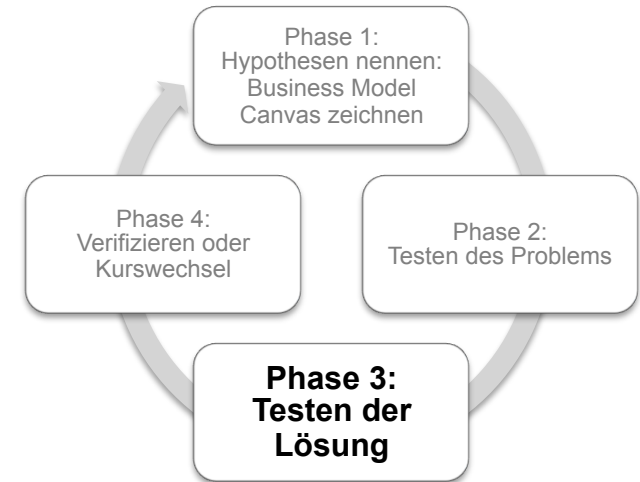 Phase 1:
Hypothesen nennen:
Business Model
Canvas zeichnen
Phase 2:
Testen des Problems
Phase 3:
Testen der
Lösung
Phase 4:
Verifizieren oder
Kurswechsel